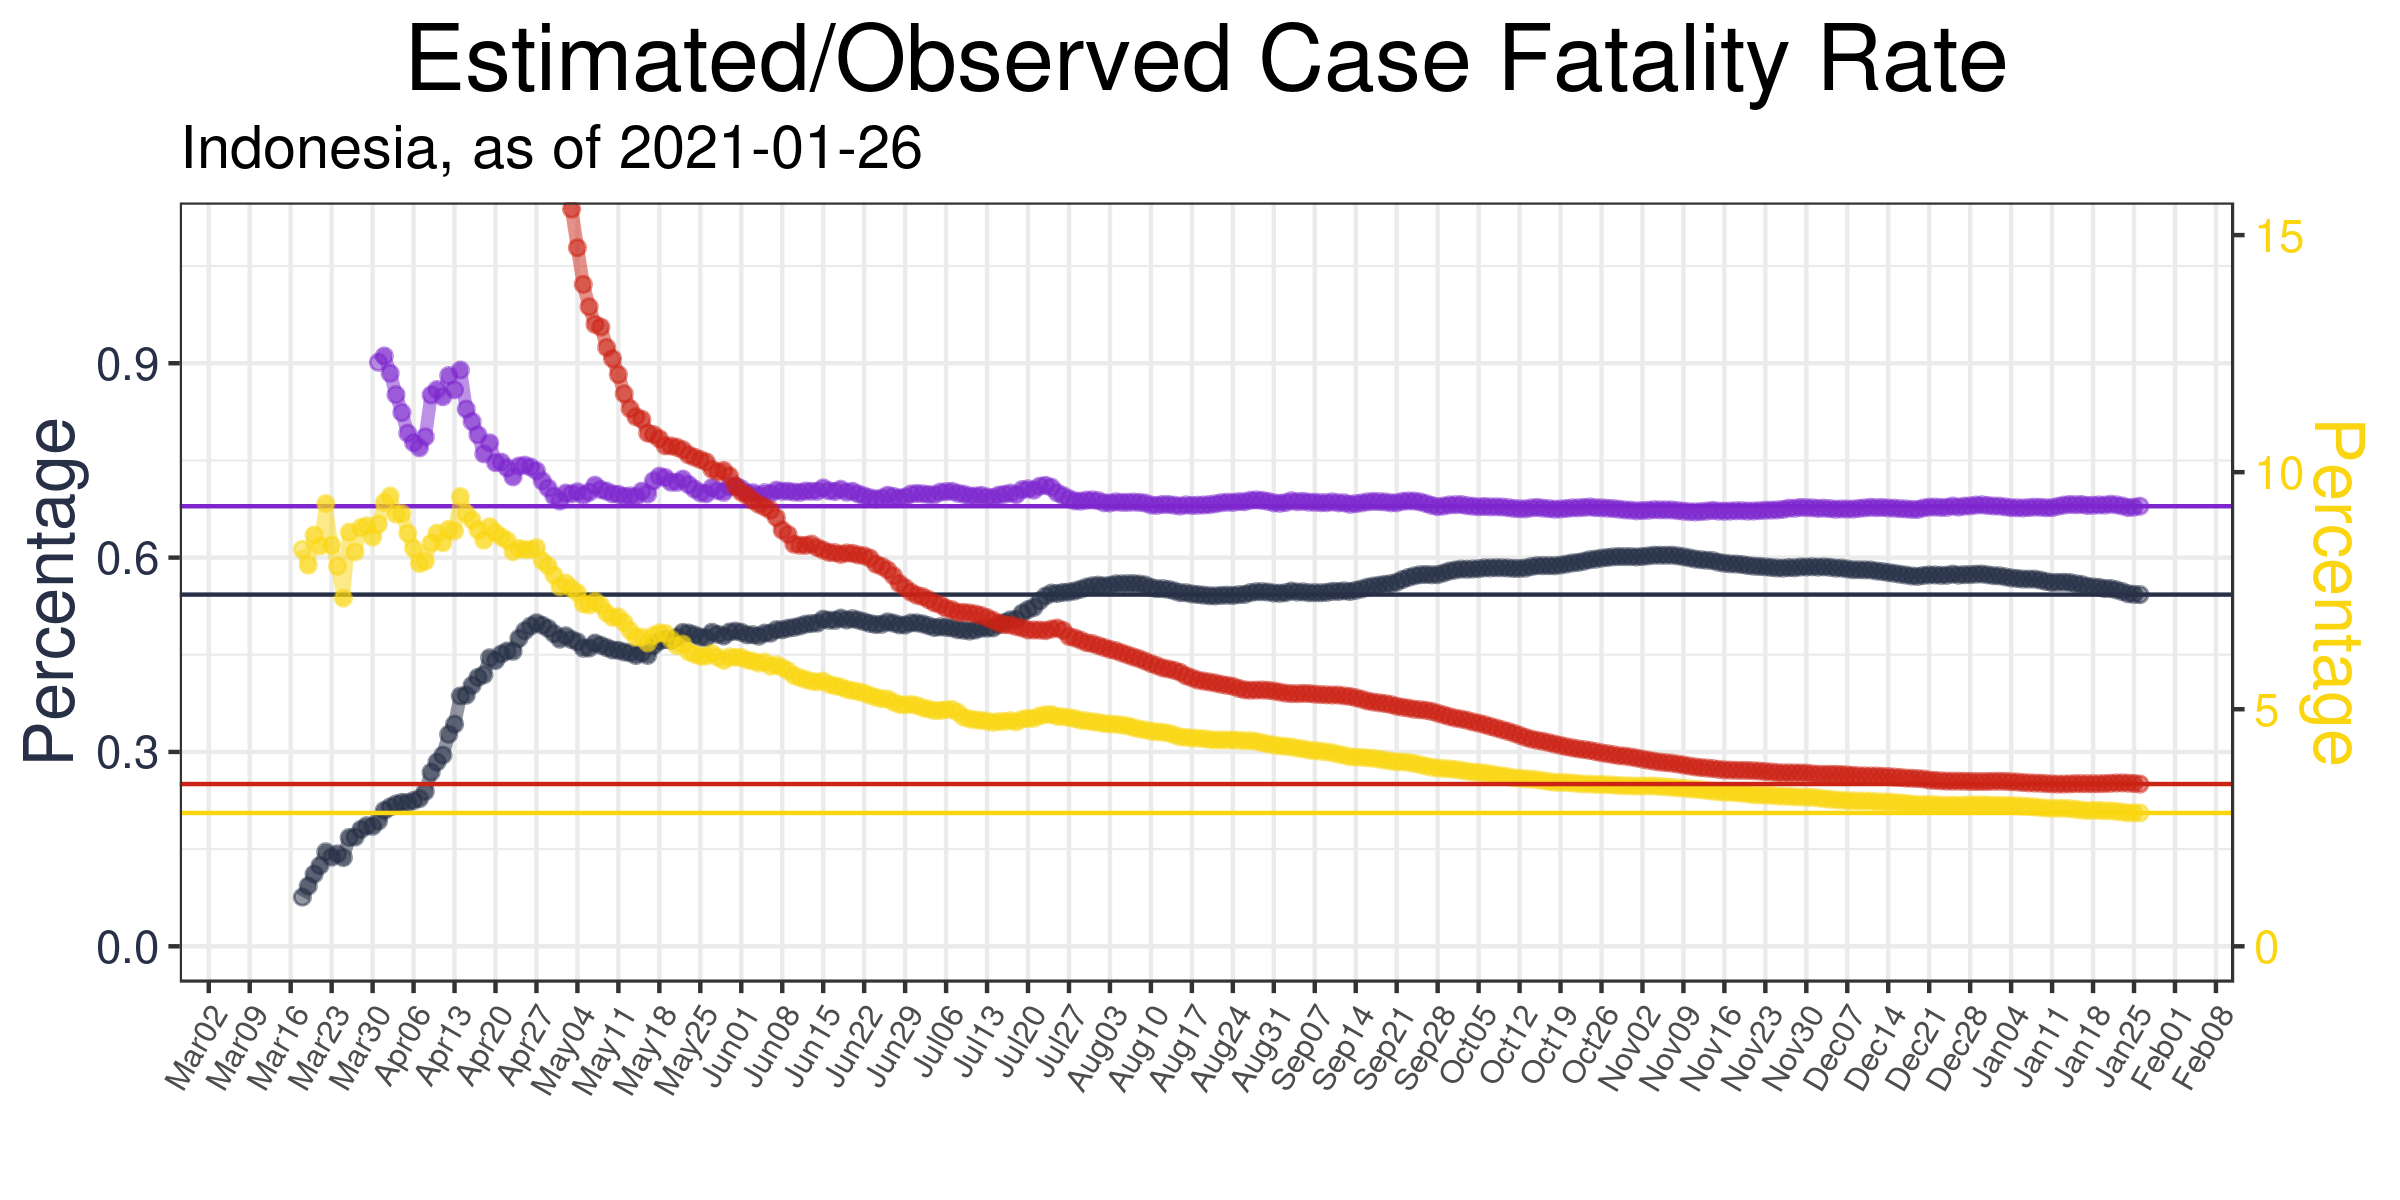 Estimated/Observed Case Fatality Rate
Indonesia, as of 2021-01-26
Percentage
0.9
0.6
0.3
0.0
15
10
5
0
Percentage
Mar02
Mar09
Mar16
Mar23
Mar30
Apr06
Apr13
Apr20
Apr27
May04
May11
May18
May25
Jun01
Jun08
Jun15
Jun22
Jun29
Jul06
Jul13
Jul20
Jul27
Aug03
Aug10
Aug17
Aug24
Aug31
Sep07
Sep14
Sep21
Sep28
Oct05
Oct12
Oct19
Oct26
Nov02
Nov09
Nov16
Nov23
Nov30
Dec07
Dec14
Dec21
Dec28
Jan04
Jan11
Jan18
Jan25
Feb01
Feb08